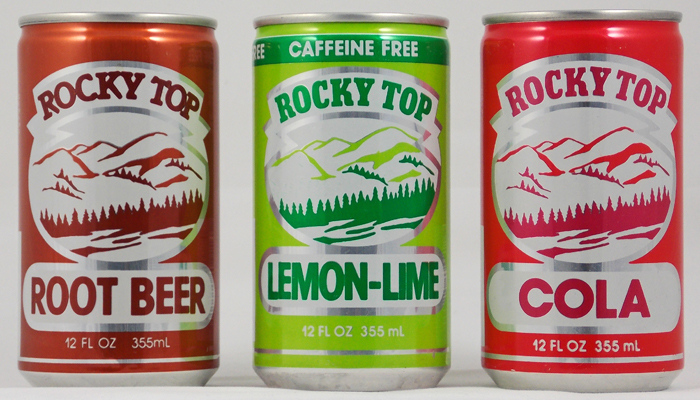 ROCKY TOP
ROOT BEER
12 FL OZ 355mL
REE CAFFEINE FREE
ROCKY TOP
LEMON-LIME
12 FL OZ 355 mL
ROCKY TOP
COLA
12 FL OZ 355 mL